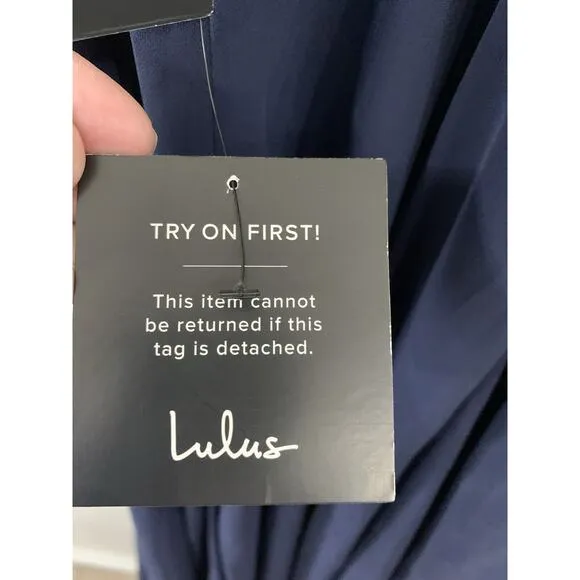 TRY ON FIRST!
This item cannot
be returned if this
tag is detached.
Lulus